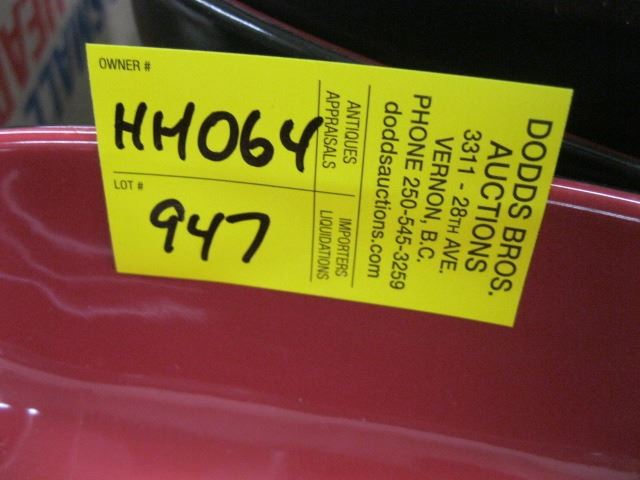 OWNER #
HH064
LOT #
947
ANTIQUES
APPRAISALS
IMPORTERS
LIQUIDATIONS
DODDS BROS.
AUCTIONS
3311 - 28TH AVE.
VERNON, B.C.
PHONE 250-545-3259
doddsauctions.com